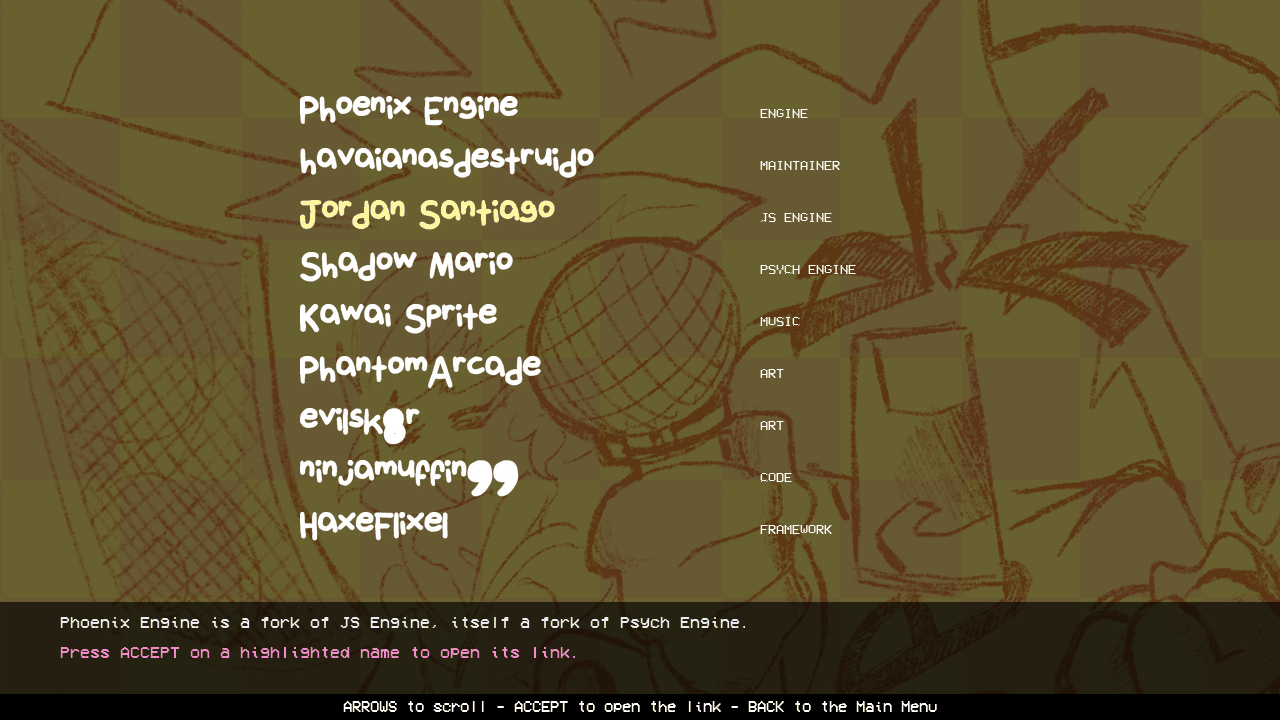 Phoenix Engine ENGINE
havaianasdestruido MAINTAINER
Jordan Santiago JS ENGINE
Shadow Mario PSYCH ENGINE
Kawai Sprite MUSIC
PhantomArcade ART
evilsk8r ART
ninjamuffin99 CODE
HaxeFlixel FRAMEWORK
Phoenix Engine is a fork of JS Engine, itself a fork of Psych Engine.
Press ACCEPT on a highlighted name to open its link.
ARROWS to scroll - ACCEPT to open the link - BACK to the Main Menu